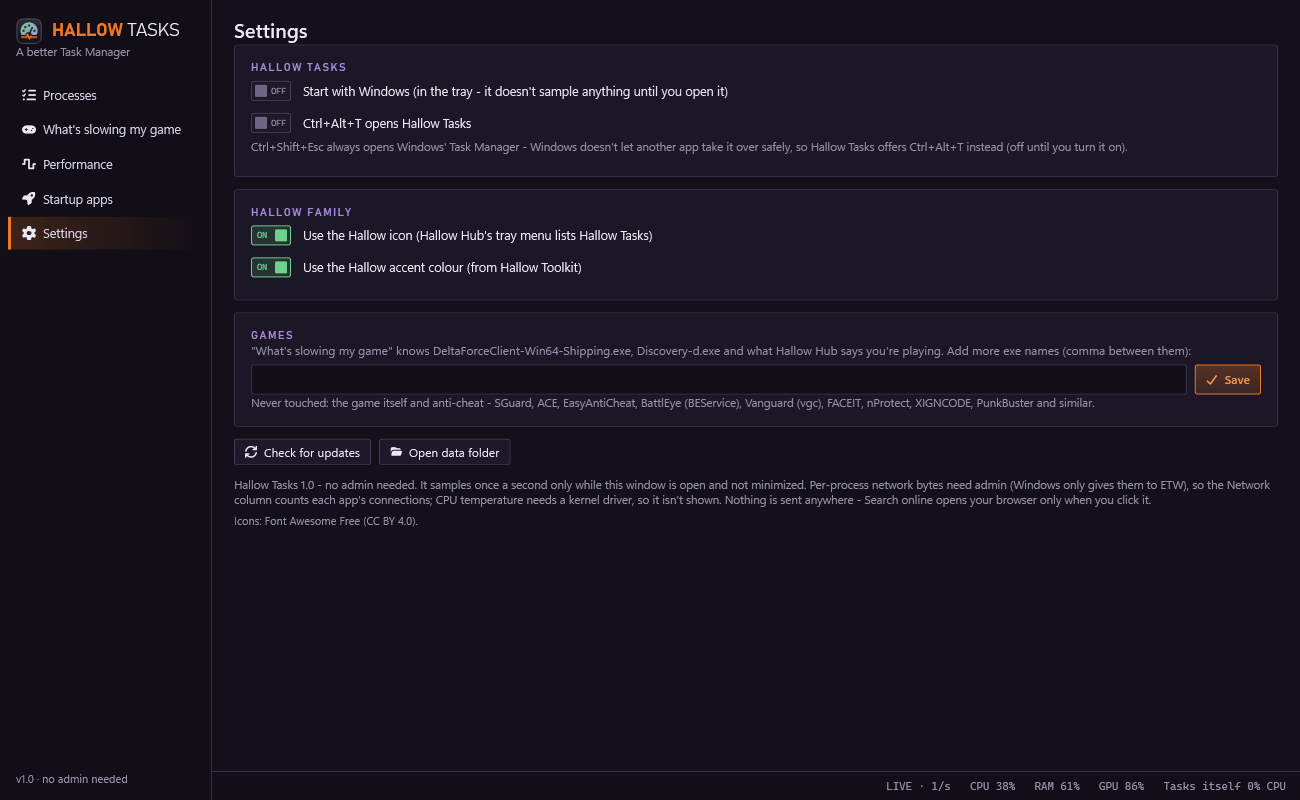 HALLOW TASKS
A better Task Manager
Processes
What's slowing my game
Performance
Startup apps
Settings
v1.0 · no admin needed
Settings
HALLOW TASKS
OFF Start with Windows (in the tray - it doesn't sample anything until you open it)
OFF Ctrl+Alt+T opens Hallow Tasks
Ctrl+Shift+Esc always opens Windows' Task Manager - Windows doesn't let another app take it over safely, so Hallow Tasks offers Ctrl+Alt+T instead (off until you turn it on).
HALLOW FAMILY
ON Use the Hallow icon (Hallow Hub's tray menu lists Hallow Tasks)
ON Use the Hallow accent colour (from Hallow Toolkit)
GAMES
"What's slowing my game" knows DeltaForceClient-Win64-Shipping.exe, Discovery-d.exe and what Hallow Hub says you're playing. Add more exe names (comma between them):
Save
Never touched: the game itself and anti-cheat - SGuard, ACE, EasyAntiCheat, BattlEye (BEService), Vanguard (vgc), FACEIT, nProtect, XIGNCODE, PunkBuster and similar.
Check for updates Open data folder
Hallow Tasks 1.0 - no admin needed. It samples once a second only while this window is open and not minimized. Per-process network bytes need admin (Windows only gives them to ETW), so the Network
column counts each app's connections; CPU temperature needs a kernel driver, so it isn't shown. Nothing is sent anywhere - Search online opens your browser only when you click it.
Icons: Font Awesome Free (CC BY 4.0).
LIVE · 1/s CPU 38% RAM 61% GPU 86% Tasks itself 0% CPU